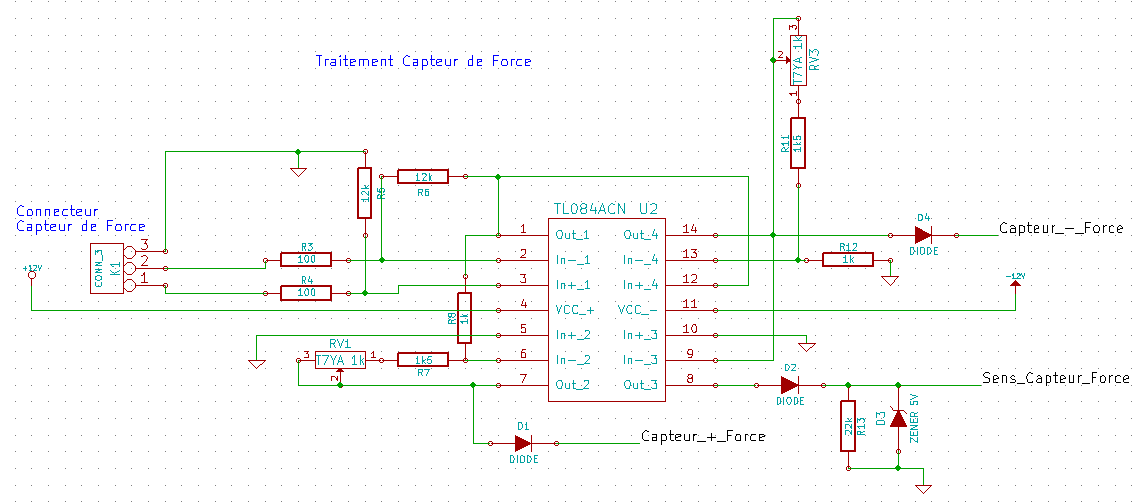 Traitement Capteur de Force
3
T7YA 1k
RV3
2
1
R11
1k5
12k
R5
12k
R6
Connecteur
Capteur de Force
CONN_3
K1
3
2
1
+12V
R3
100
R4
100
R8
1k
RV1
3
T7YA 1k
1
2
1k5
R7
TL084ACN U2
1 Out_1 Out_4 14
2 In-_1 In-_4 13
3 In+_1 In+_4 12
4 VCC_+ VCC_- 11
5 In+_2 In+_3 10
6 In-_2 In-_3 9
7 Out_2 Out_3 8
D4
DIODE
Capteur_-_Force
R12
1k
-12V
D2
DIODE
Sens_Capteur_Force
22k
R13
D3
ZENER 5V
D1
DIODE
Capteur_+_Force